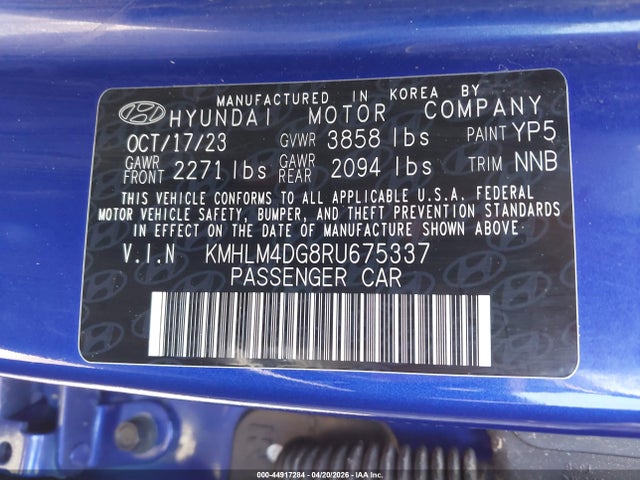 MANUFACTURED IN KOREA BY
HYUNDAI MOTOR COMPANY
OCT/17/23 GVWR 3858 lbs PAINT YP5
GAWR FRONT 2271 lbs GAWR REAR 2094 lbs TRIM NNB
THIS VEHICLE CONFORMS TO ALL APPLICABLE U.S.A. FEDERAL
MOTOR VEHICLE SAFETY, BUMPER, AND THEFT PREVENTION
STANDARDS IN EFFECT ON THE DATE OF MANUFACTURE SHOWN ABOVE.
V.I.N KMHLM4DG8RU675337
PASSENGER CAR
000-44917284 | 04/20/2026 - IAA, Inc.